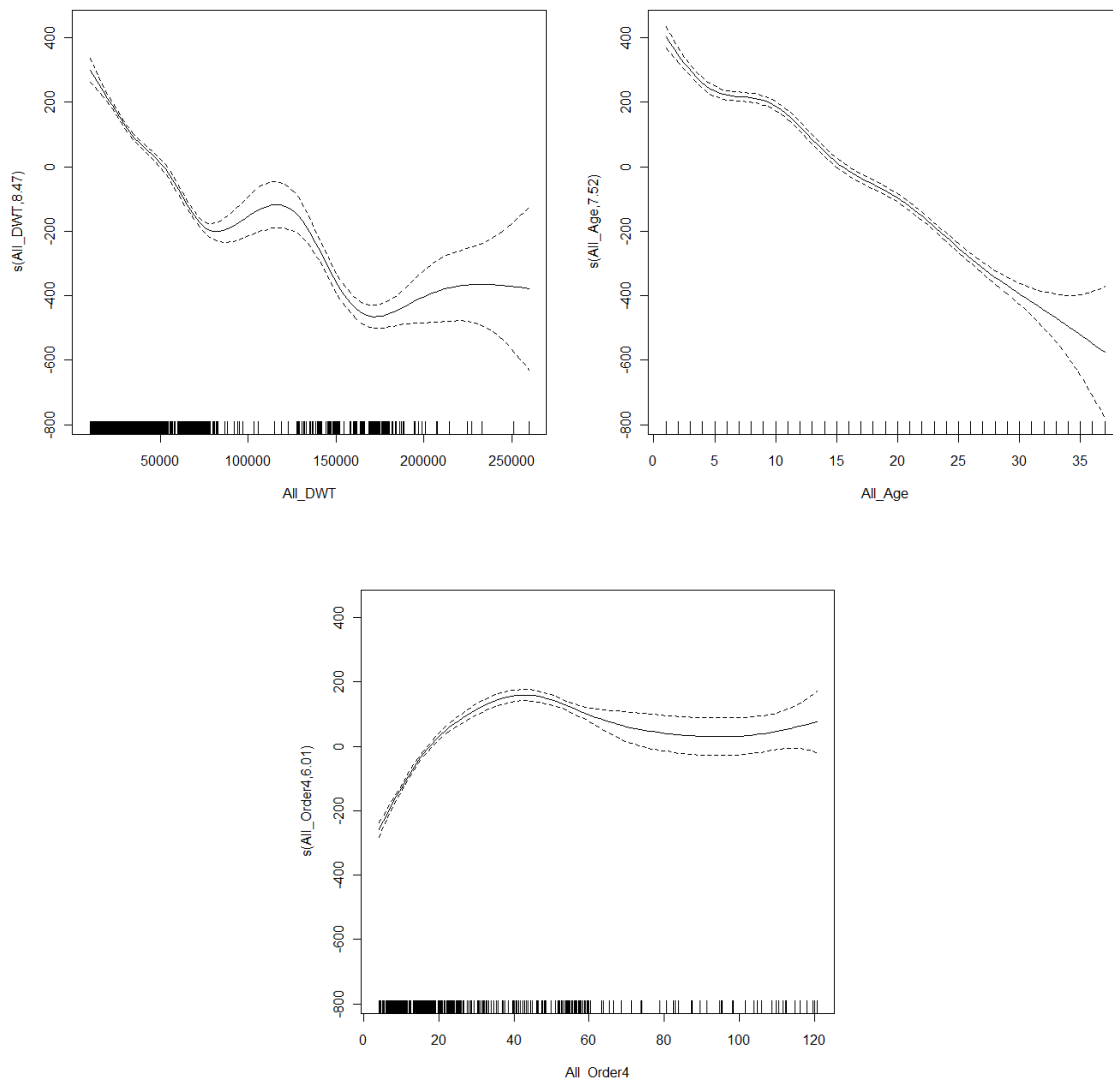 s(All_DWT,8.47)
400
200
0
-200
-400
-600
-800
50000 100000 150000 200000 250000
All_DWT
s(All_Age,7.52)
400
200
0
-200
-400
-600
-800
0 5 10 15 20 25 30 35
All_Age
s(All_Order4,6.01)
400
200
0
-200
-400
-600
-800
0 20 40 60 80 100 120
All_Order4